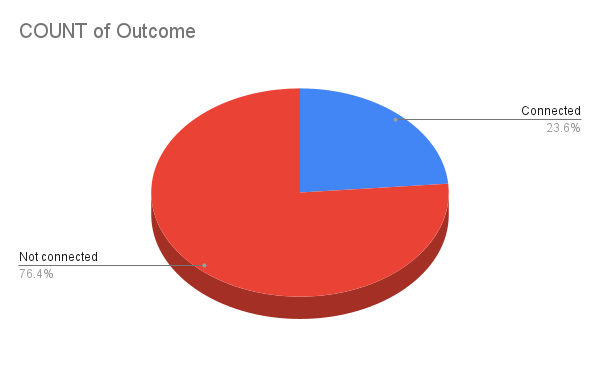 COUNT of Outcome
Connected
23.6%
Not connected
76.4%